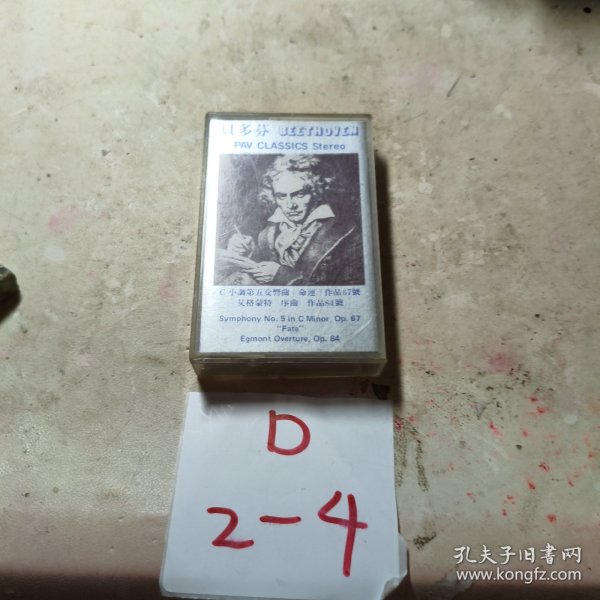 貝多芬 BEETHOVEN
PAV CLASSICS Stereo
C小調第五交響曲「命運」作品67號
艾格蒙特 序曲 作品84號
Symphony No. 5 in C Minor, Op. 67
"Fate"
Egmont Overture, Op. 84
D
2-4
孔夫子旧书网
www.kongfz.com